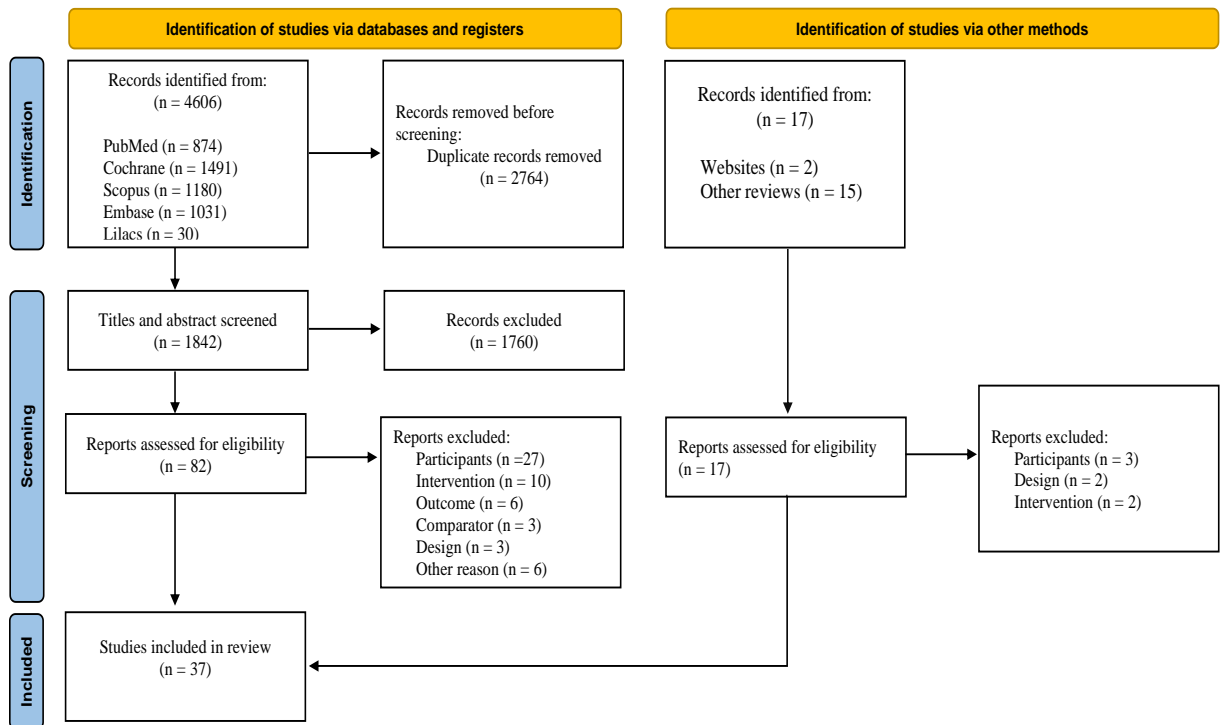 Identification of studies via databases and registers
Identification of studies via other methods
Identification
Records identified from:
(n = 4606)
PubMed (n = 874)
Cochrane (n = 1491)
Scopus (n = 1180)
Embase (n = 1031)
Lilacs (n = 30)
Records removed before
screening:
Duplicate records removed
(n = 2764)
Records identified from:
(n = 17)
Websites (n = 2)
Other reviews (n = 15)
Screening
Titles and abstract screened
(n = 1842)
Records excluded
(n = 1760)
Reports assessed for eligibility
(n = 82)
Reports excluded:
Participants (n =27)
Intervention (n = 10)
Outcome (n = 6)
Comparator (n = 3)
Design (n = 3)
Other reason (n = 6)
Reports assessed for eligibility
(n = 17)
Reports excluded:
Participants (n = 3)
Design (n = 2)
Intervention (n = 2)
Included
Studies included in review
(n = 37)